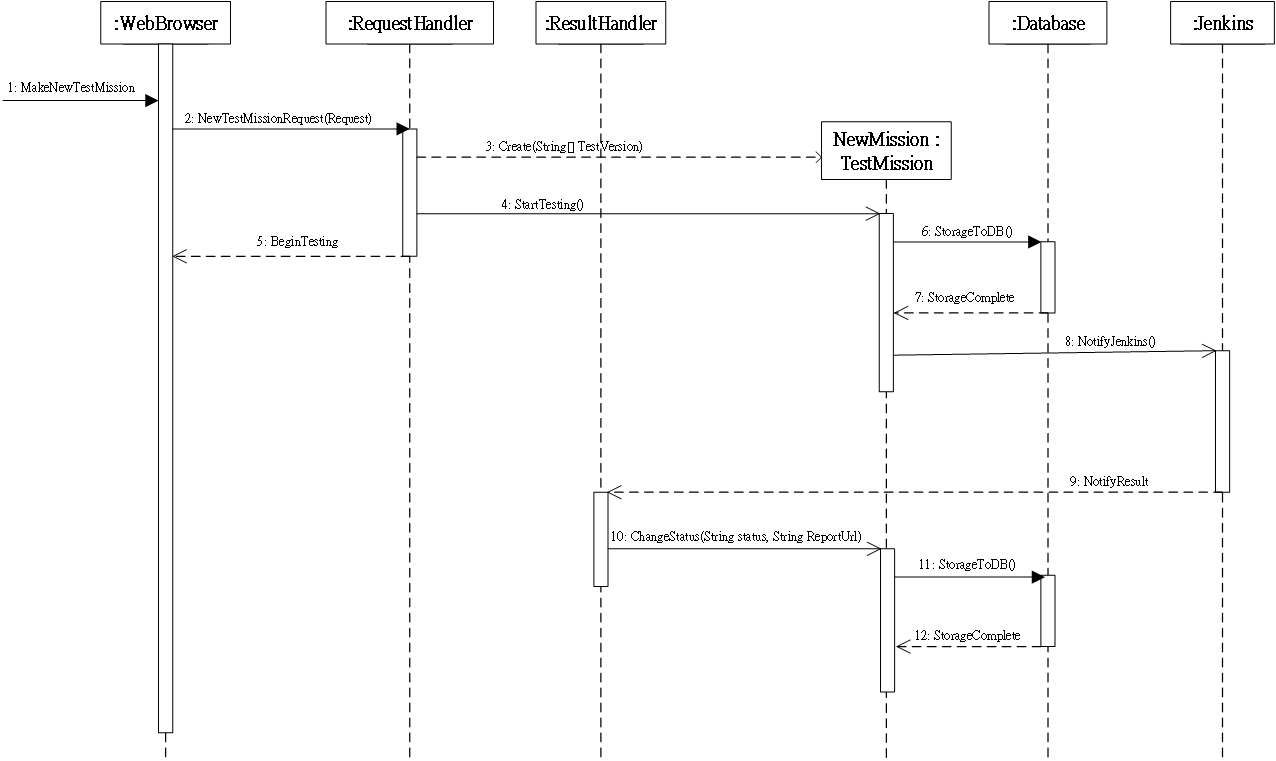 :WebBrowser
:RequestHandler
:ResultHandler
:Database
:Jenkins
1: MakeNewTestMission
2: NewTestMissionRequest(Request)
NewMission :
TestMission
3: Create(String[] TestVersion)
4: StartTesting()
5: BeginTesting
6: StorageToDB()
7: StorageComplete
8: NotifyJenkins()
9: NotifyResult
10: ChangeStatus(String status, String ReportUrl)
11: StorageToDB()
12: StorageComplete